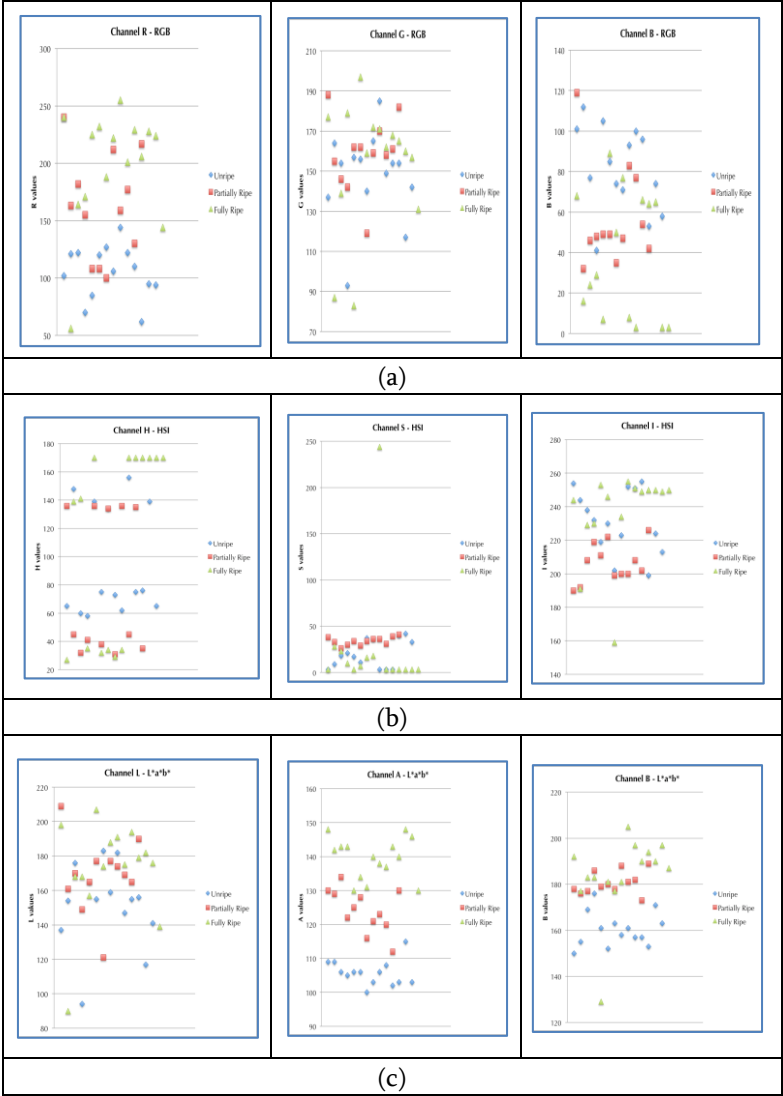 Channel R - RGB
300
250
200
150
100
50
R values
Unripe
Partially Ripe
Fully Ripe
Channel G - RGB
210
190
170
150
130
110
90
70
G values
Unripe
Partially Ripe
Fully Ripe
Channel B - RGB
140
120
100
80
60
40
20
0
B values
Unripe
Partially Ripe
Fully Ripe
(a)
Channel H - HSI
180
160
140
120
100
80
60
40
20
H values
Unripe
Partially Ripe
Fully Ripe
Channel S - HSI
250
200
150
100
50
0
S values
Unripe
Partially Ripe
Fully Ripe
Channel I - HSI
280
260
240
220
200
180
160
140
I values
Unripe
Partially Ripe
Fully Ripe
(b)
Channel L - L*a*b*
220
200
180
160
140
120
100
80
L values
Unripe
Partially Ripe
Fully Ripe
Channel A - L*a*b*
160
150
140
130
120
110
100
90
A values
Unripe
Partially Ripe
Fully Ripe
Channel B - L*a*b*
220
200
180
160
140
120
B values
Unripe
Partially Ripe
Fully Ripe
(c)